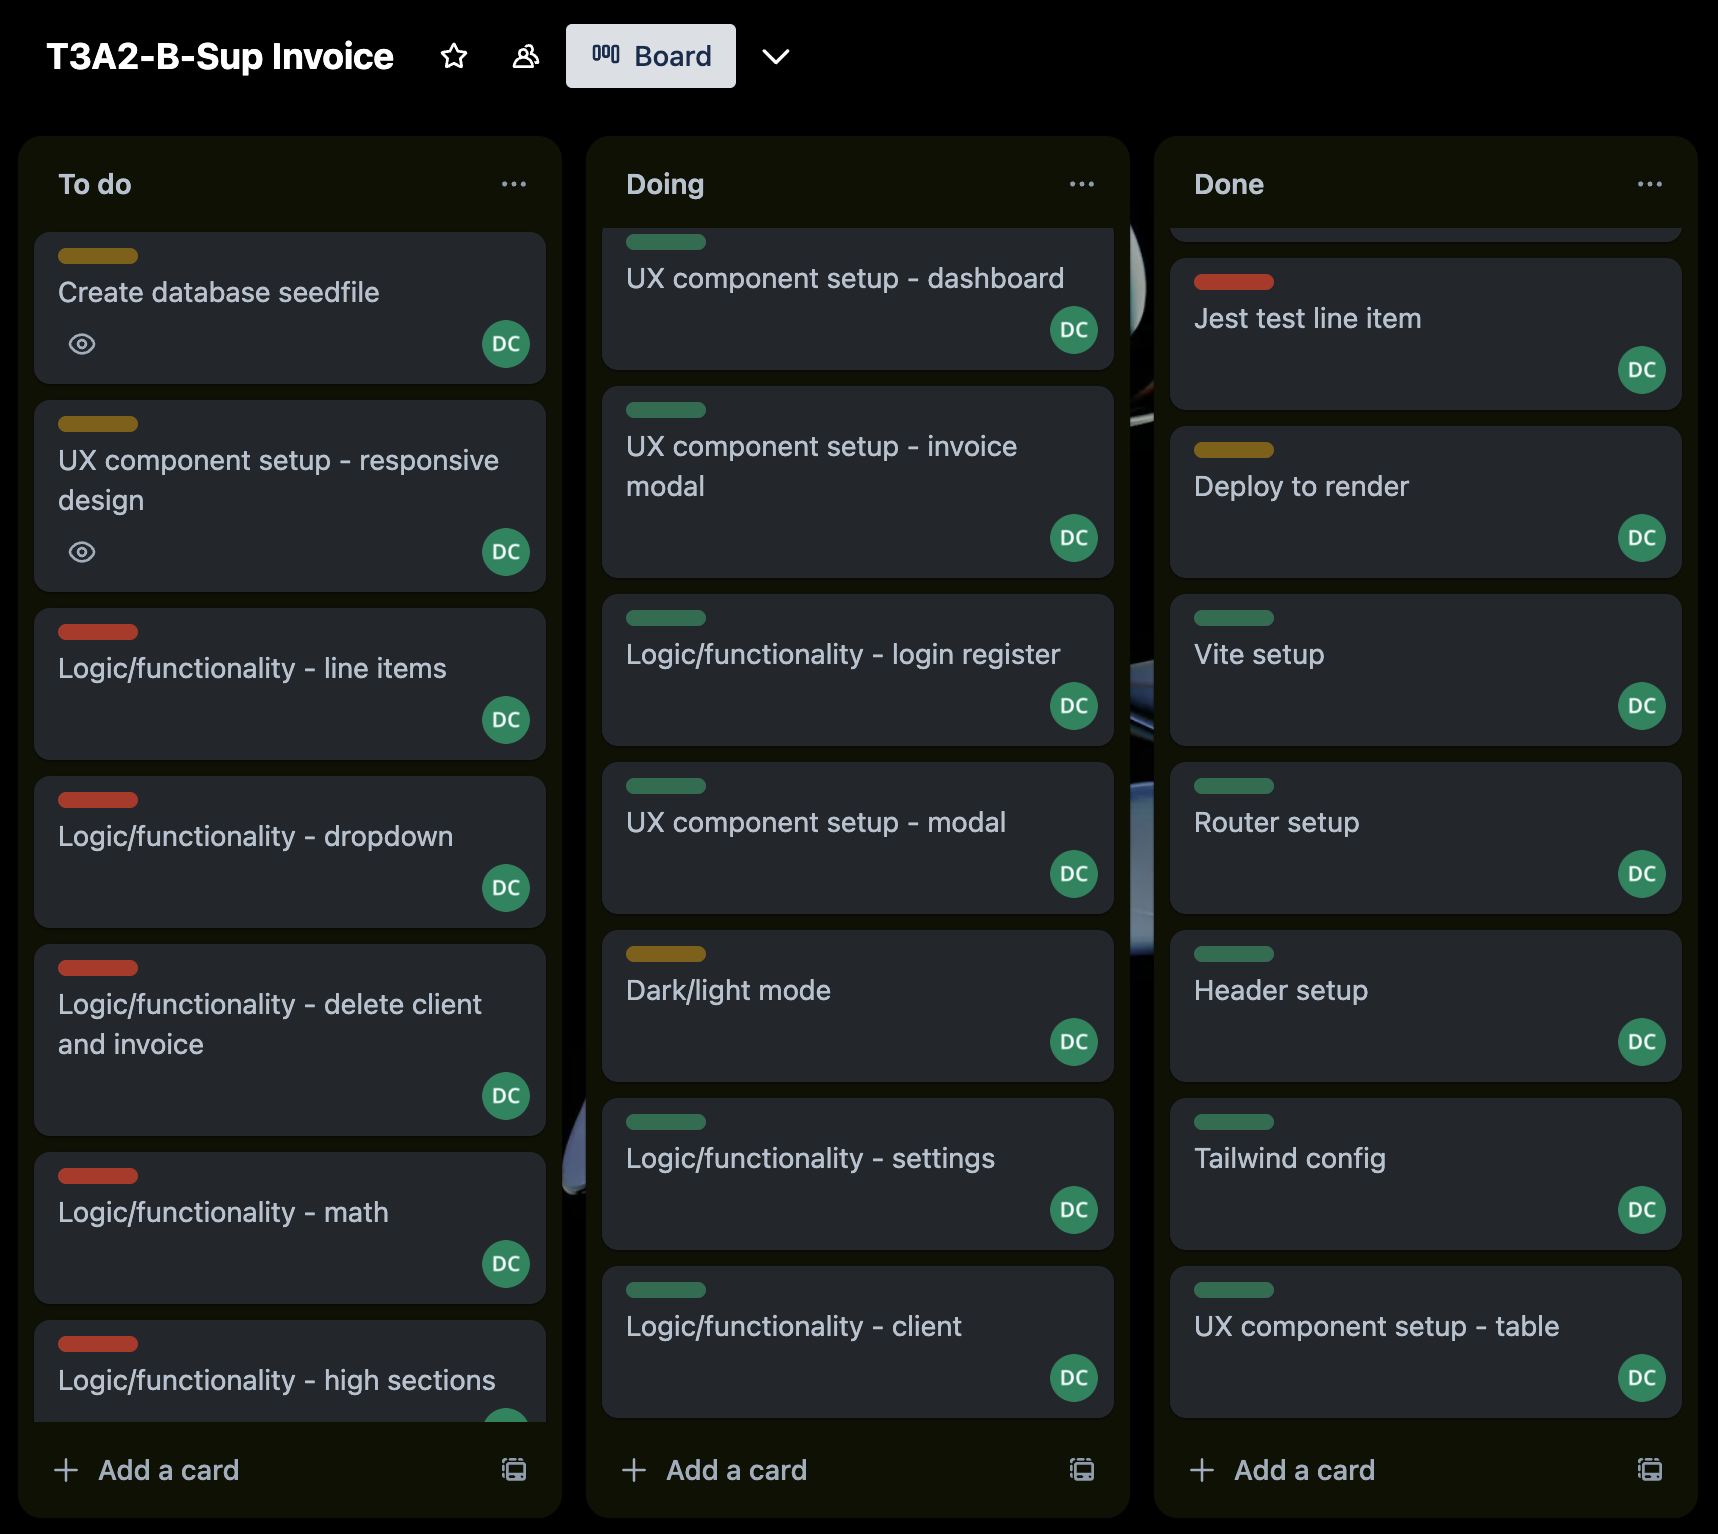 T3A2-B-Sup Invoice
Board
To do
Create database seedfile
DC
UX component setup - responsive
design
DC
Logic/functionality - line items
DC
Logic/functionality - dropdown
DC
Logic/functionality - delete client
and invoice
DC
Logic/functionality - math
DC
Logic/functionality - high sections
Add a card
Doing
UX component setup - dashboard
DC
UX component setup - invoice
modal
DC
Logic/functionality - login register
DC
UX component setup - modal
DC
Dark/light mode
DC
Logic/functionality - settings
DC
Logic/functionality - client
DC
Add a card
Done
Jest test line item
DC
Deploy to render
DC
Vite setup
DC
Router setup
DC
Header setup
DC
Tailwind config
DC
UX component setup - table
DC
Add a card